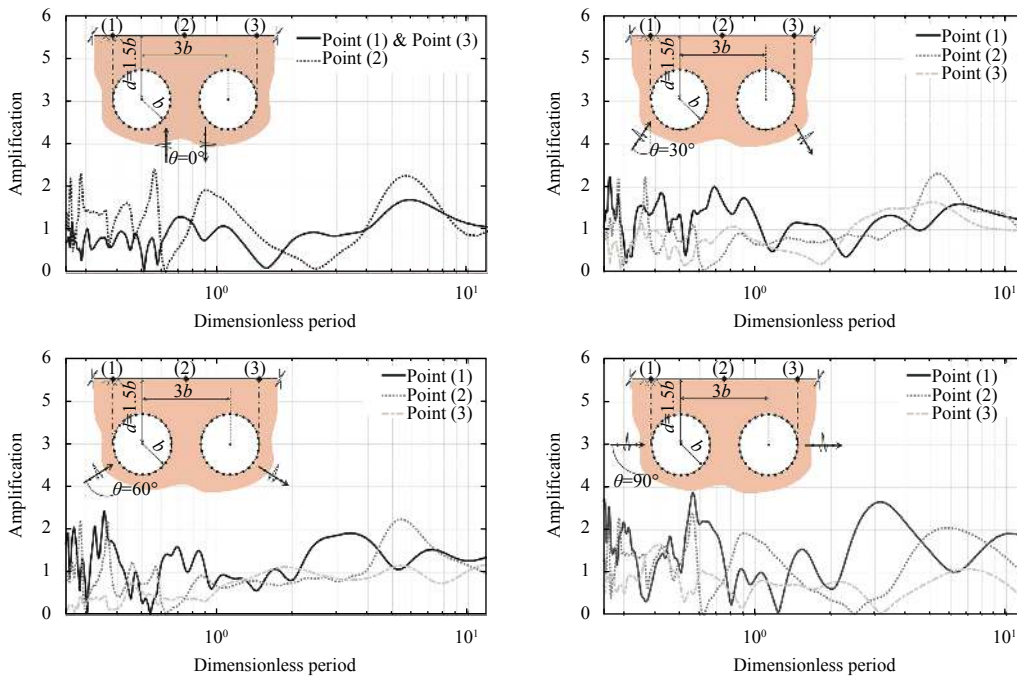 6
5
3
4
2
1
0
Amplification
(1) (2) (3)
3b
d=1.5b
b
θ=0°
Point (1) & Point (3)
Point (2)
10⁰ 10¹
Dimensionless period
6
5
3
4
2
1
0
Amplification
(1) (2) (3)
3b
d=1.5b
b
θ=30°
Point (1)
Point (2)
Point (3)
10⁰ 10¹
Dimensionless period
6
5
3
4
2
1
0
Amplification
(1) (2) (3)
3b
d=1.5b
b
θ=60°
Point (1)
Point (2)
Point (3)
10⁰ 10¹
Dimensionless period
6
5
3
4
2
1
0
Amplification
(1) (2) (3)
3b
d=1.5b
b
θ=90°
Point (1)
Point (2)
Point (3)
10⁰ 10¹
Dimensionless period